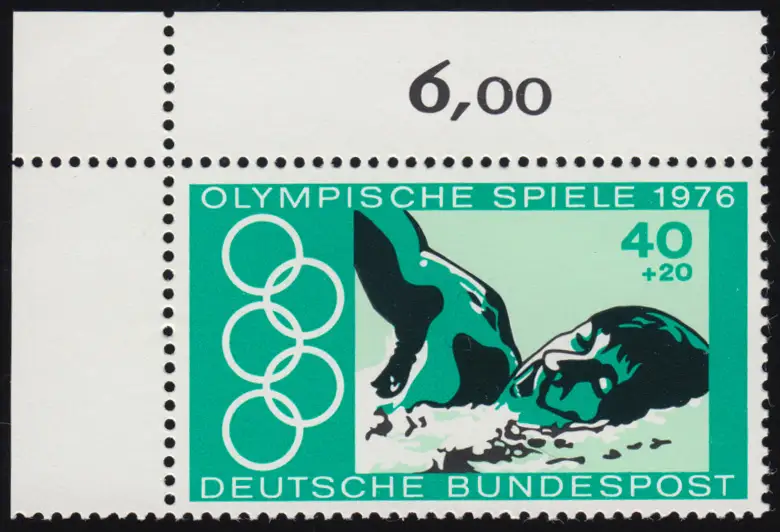 6,00
OLYMPISCHE SPIELE 1976
40
+20
DEUTSCHE BUNDESPOST